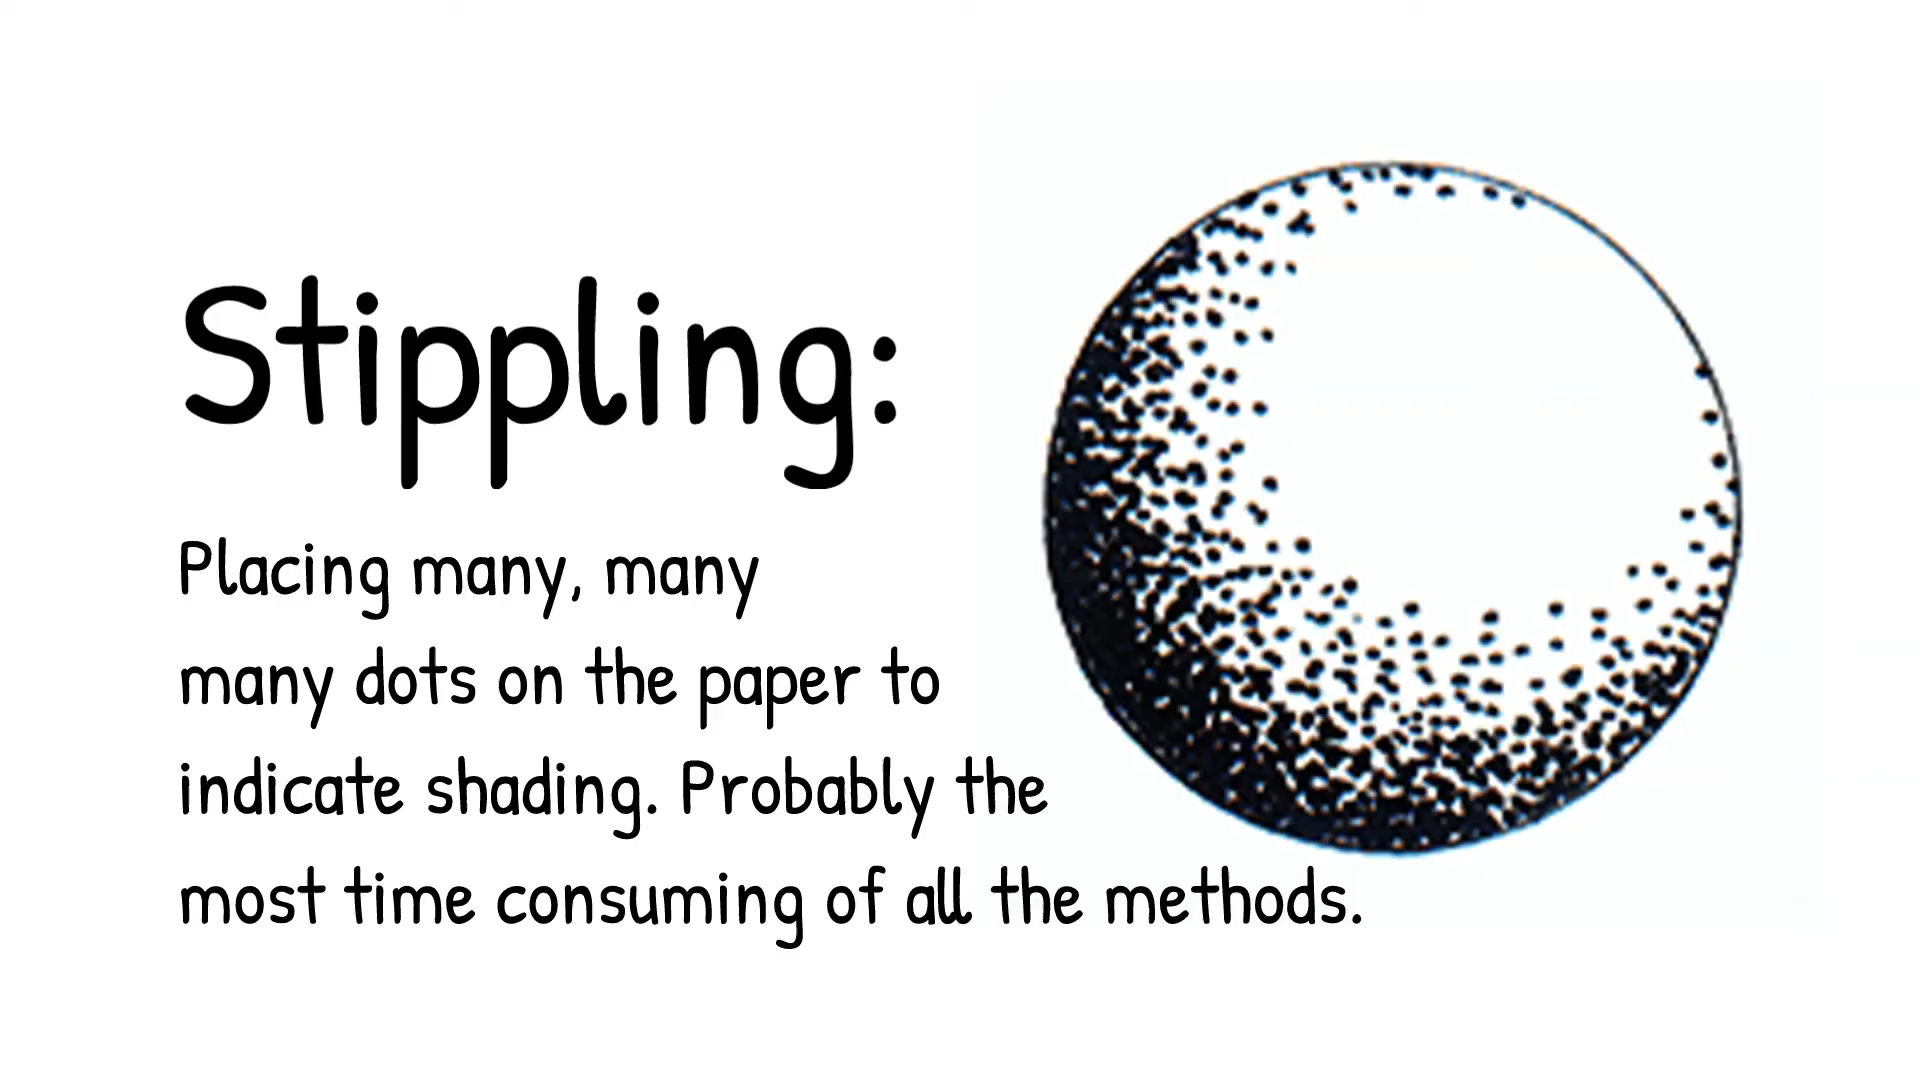 Stippling:
Placing many, many
many dots on the paper to
indicate shading. Probably the
most time consuming of all the methods.